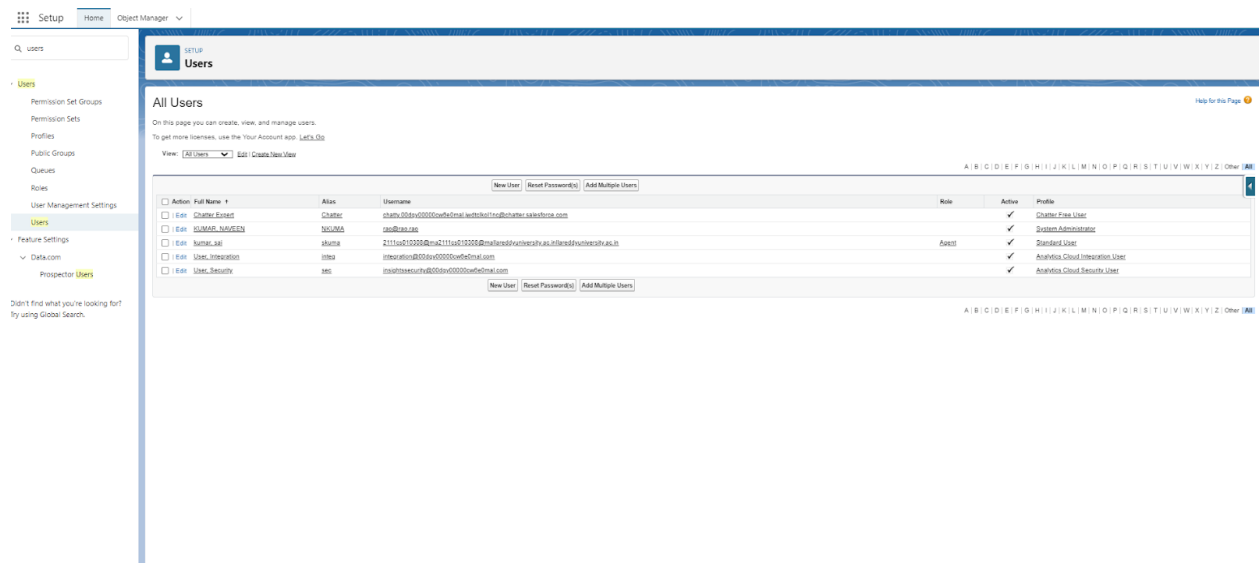 Setup Home Object Manager
users
SETUP
Users
Users
Permission Set Groups
Permission Sets
Profiles
Public Groups
Queues
Roles
User Management Settings
Users
Feature Settings
Data.com
Prospector Users
Didn't find what you're looking for?
Try using Global Search.
All Users
Help for this Page
On this page you can create, view, and manage users.
To get more licenses, use the Your Account app. Let's Go
View: All Users Edit | Create New View
A | B | C | D | E | F | G | H | I | J | K | L | M | N | O | P | Q | R | S | T | U | V | W | X | Y | Z | Other | All
New User Reset Password(s) Add Multiple Users
Action Full Name ↑ Alias Username Role Active Profile
Edit Chatter Expert Chatter Chatter Free User
Edit KUMAR, NAVEEN NKUMA rao@rao.rao System Administrator
Edit kumar, sai skuma Agent Standard User
Edit User, Integration integ integration@00dqy00000cw6e0mal.com Analytics Cloud Integration User
Edit User, Security sec insightssecurity@00dqy00000cw6e0mal.com Analytics Cloud Security User
New User Reset Password(s) Add Multiple Users
A | B | C | D | E | F | G | H | I | J | K | L | M | N | O | P | Q | R | S | T | U | V | W | X | Y | Z | Other | All